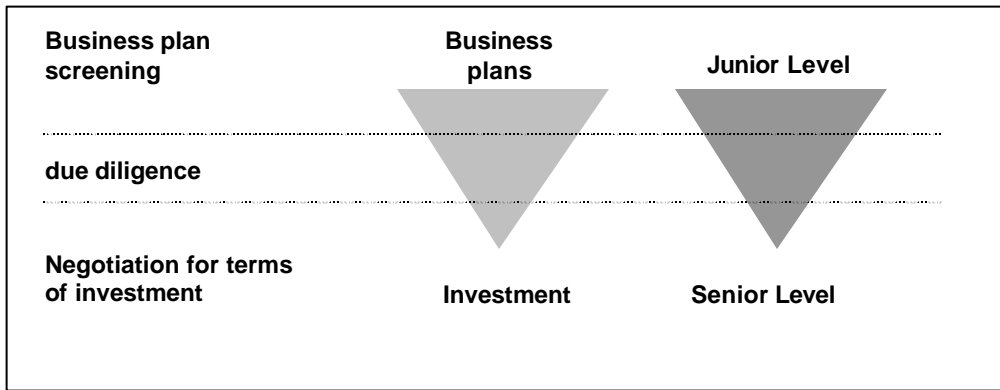 Business plan
screening
Business
plans
Junior Level
due diligence
Negotiation for terms
of investment
Investment
Senior Level